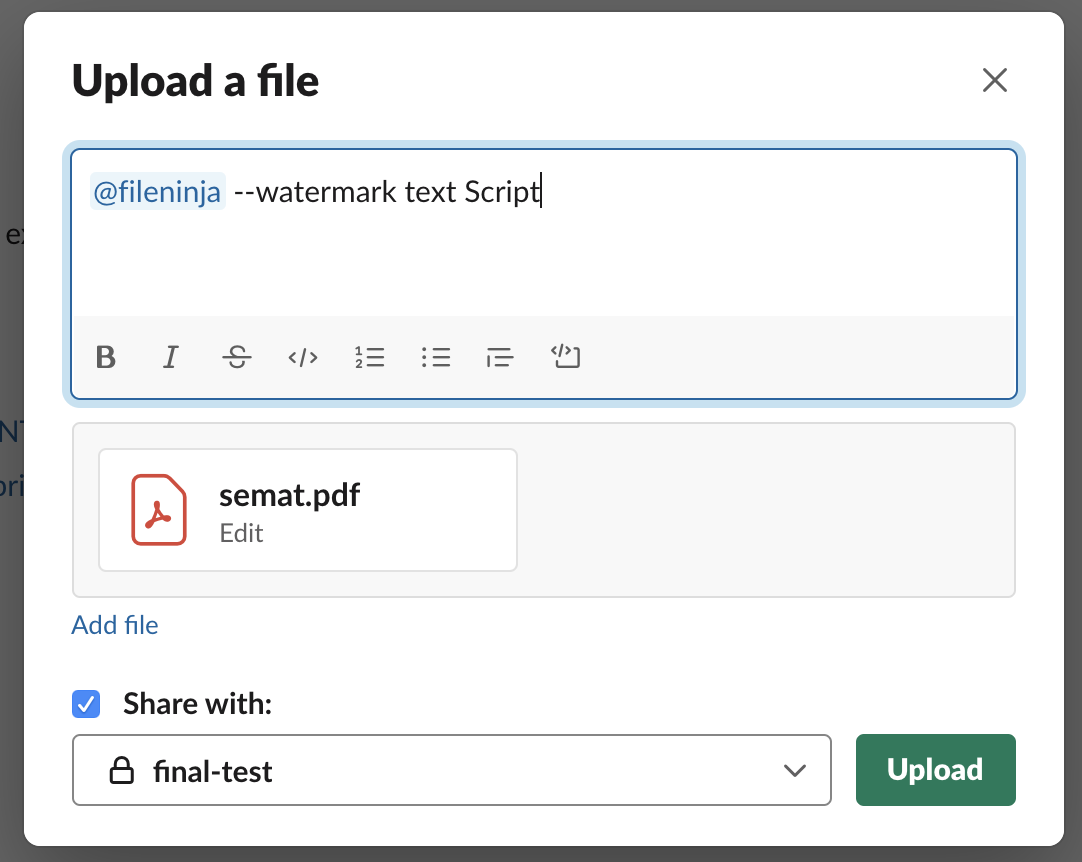 Upload a file
@fileninja --watermark text Script
semat.pdf
Edit
Add file
Share with:
final-test
Upload